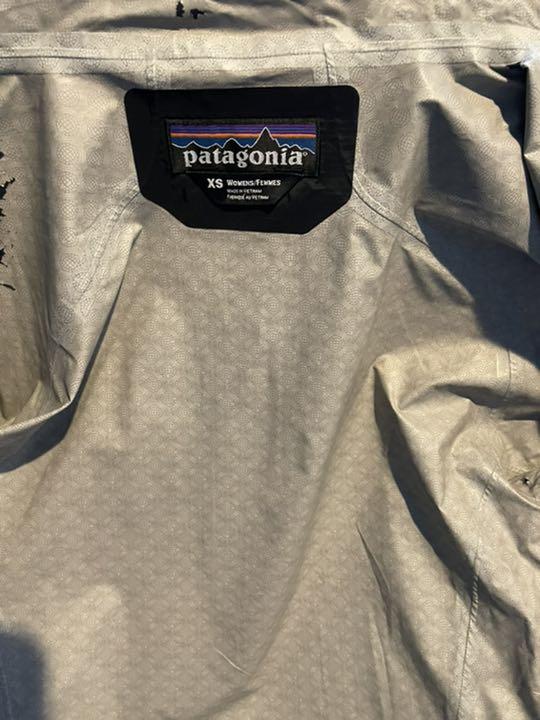 patagonia®
XS WOMENS/FEMMES
MADE IN VIETNAM
FABRIQUÉ AU VIETNAM